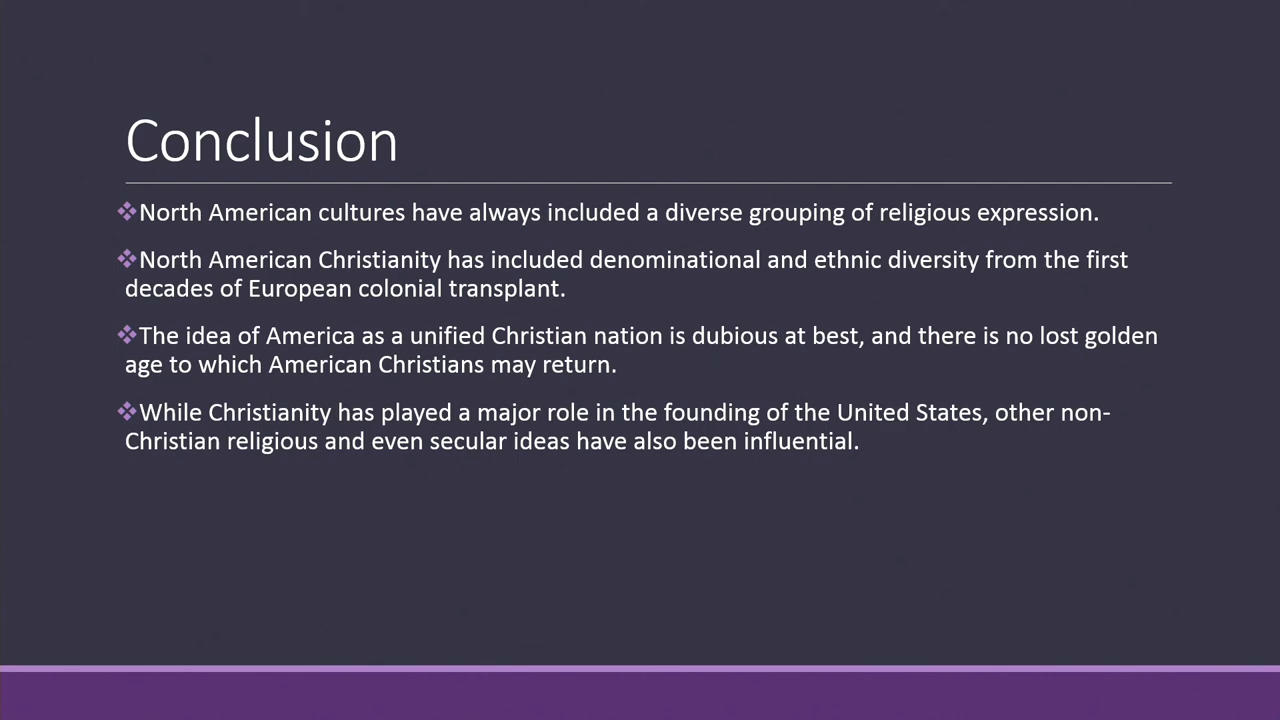 Conclusion
❖North American cultures have always included a diverse grouping of religious expression.
❖North American Christianity has included denominational and ethnic diversity from the first
decades of European colonial transplant.
❖The idea of America as a unified Christian nation is dubious at best, and there is no lost golden
age to which American Christians may return.
❖While Christianity has played a major role in the founding of the United States, other non-
Christian religious and even secular ideas have also been influential.